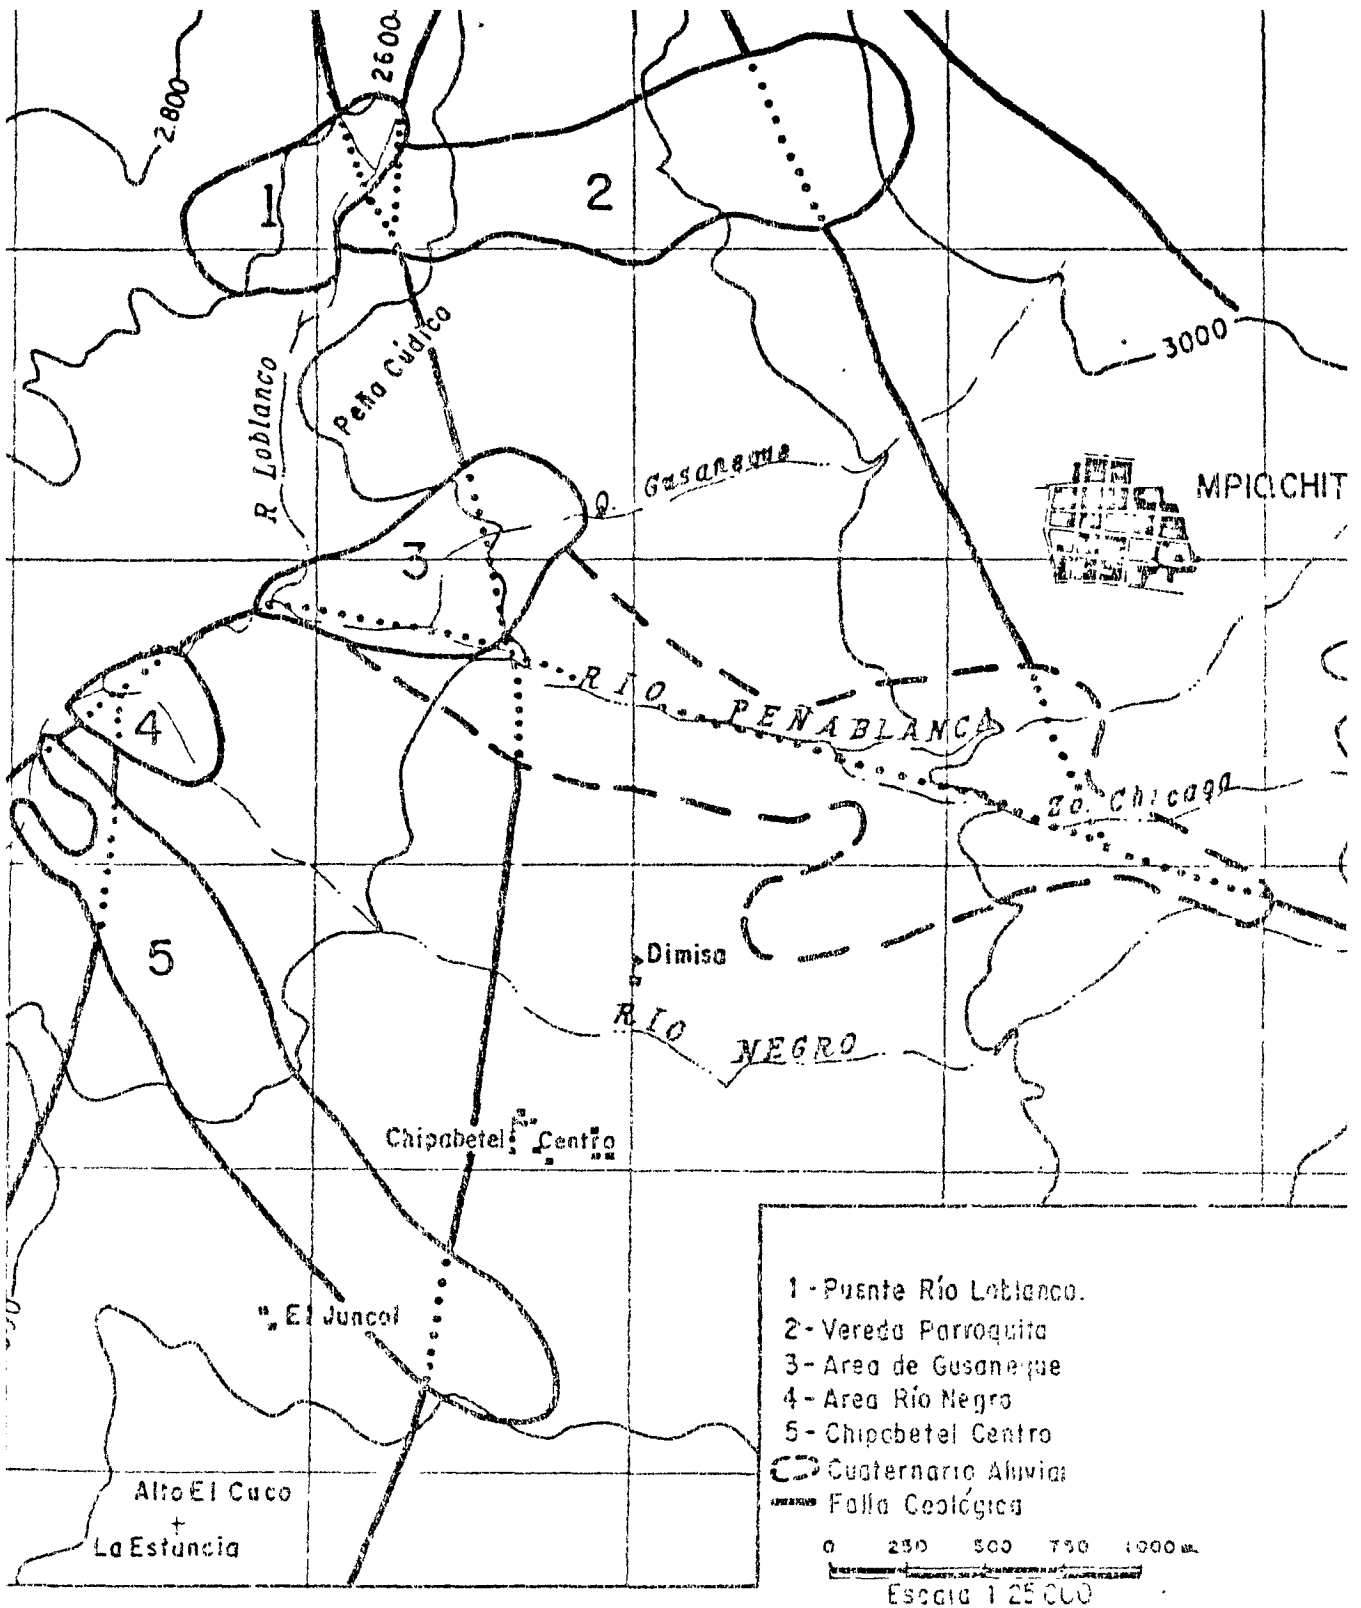 2600
2.800
1
2
3000
Peña Cúdica
R Loblanco
Q. Gusaneque
MPIO.CHIT
3
RIO PEÑABLANCA
4
Zo. Chicago
5
Dimisa
RIO NEGRO
Chipabetel Centro
El Juncal
Alto El Cuco
La Estancia
1 - Puente Río Loblanco.
2 - Vereda Parroquita
3 - Area de Gusaneque
4 - Area Río Negro
5 - Chipabetel Centro
Cuaternario Aluvial
Falla Geológica
0 250 500 750 1000 m.
Escala 1 25 000